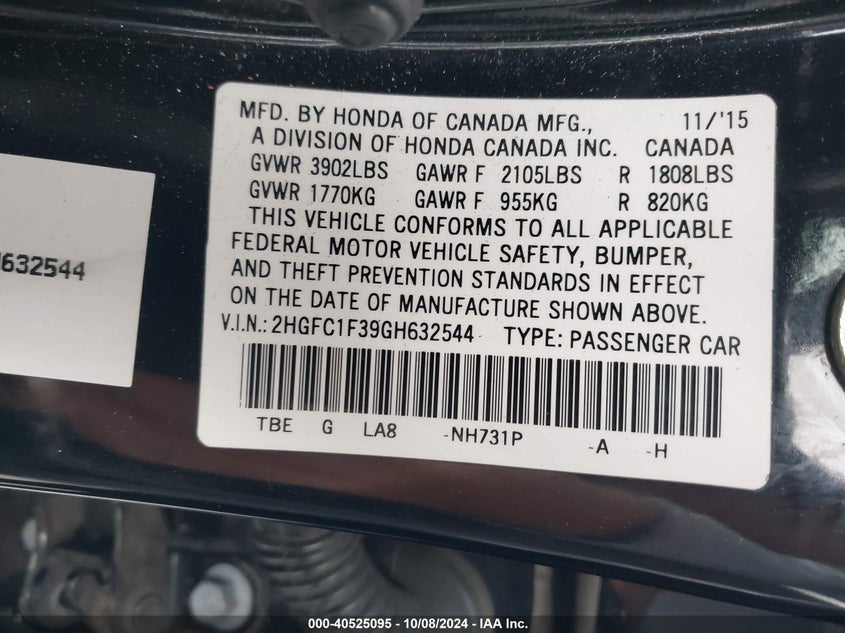 MFD. BY HONDA OF CANADA MFG., 11/'15
A DIVISION OF HONDA CANADA INC. CANADA
GVWR 3902LBS GAWR F 2105LBS R 1808LBS
GVWR 1770KG GAWR F 955KG R 820KG
THIS VEHICLE CONFORMS TO ALL APPLICABLE
FEDERAL MOTOR VEHICLE SAFETY, BUMPER,
AND THEFT PREVENTION STANDARDS IN EFFECT
ON THE DATE OF MANUFACTURE SHOWN ABOVE.
V.I.N.: 2HGFC1F39GH632544 TYPE: PASSENGER CAR
TBE G LA8 -NH731P -A -H
632544
000-40525095 - 10/08/2024 - IAA Inc.